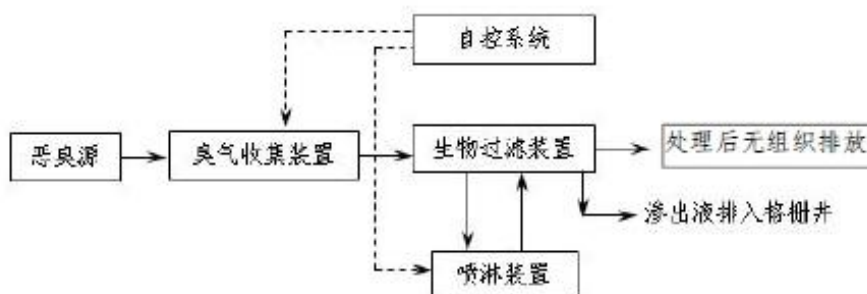 自控系统
恶臭源
臭气收集装置
生物过滤装置
处理后无组织排放
渗出液排入格栅井
喷淋装置